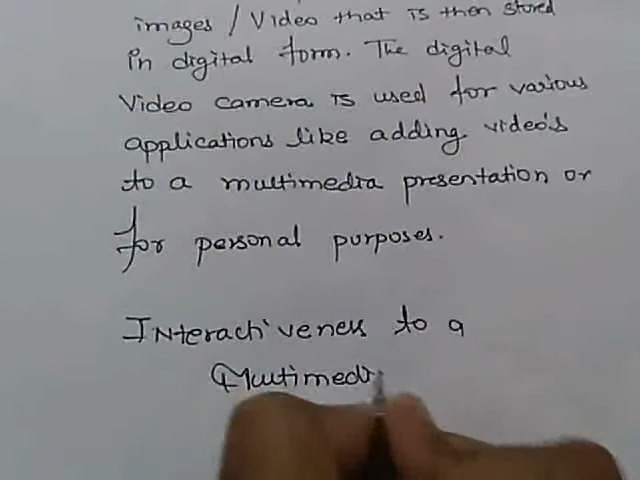 images / Video that is then stored
in digital form. The digital
Video camera is used for various
applications like adding video's
to a multimedia presentation or
for personal purposes.
Interactiveness to a
Multimedi